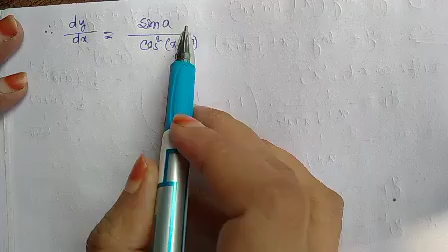 ∴ dy/dx = sin a / cos² (x